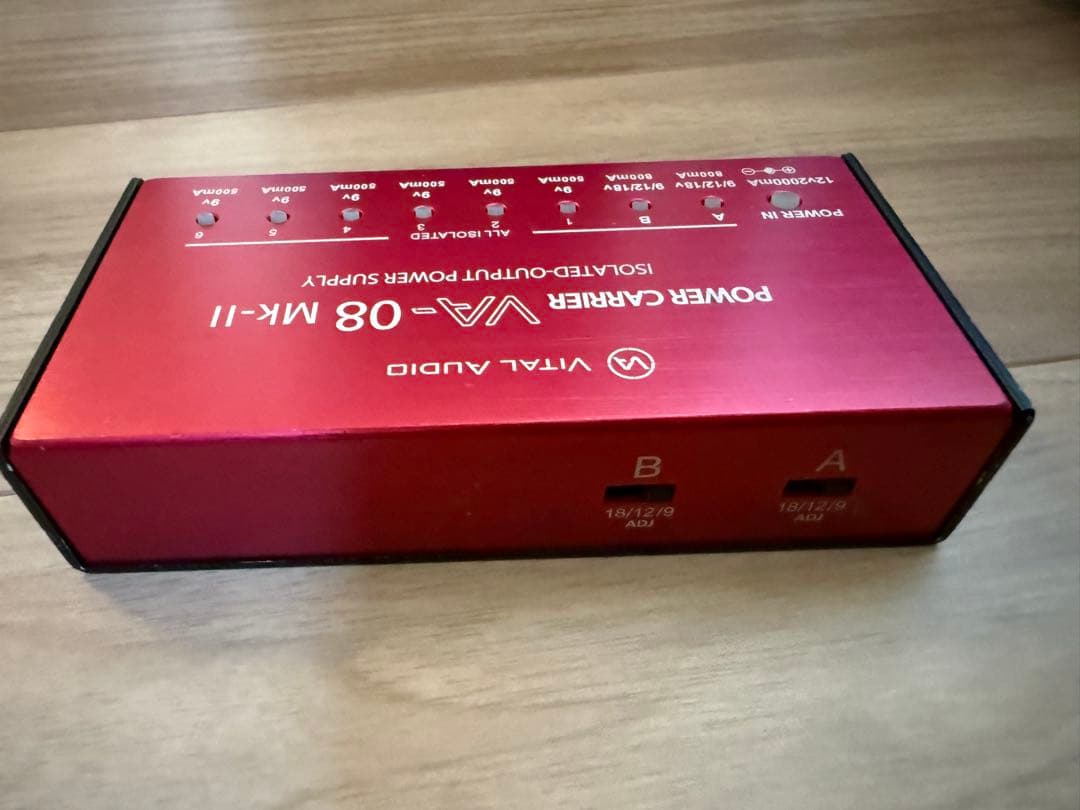 VA VITAL AUDIO
POWER CARRIER VA-08 MK-II
ISOLATED-OUTPUT POWER SUPPLY
ALL ISOLATED
POWER IN A B 1 2 3 4 5 6
12v2000mA 9/12/18v 9/12/18v 9v 9v 9v 9v 9v 9v
800mA 800mA 500mA 500mA 500mA 500mA 500mA 500mA
B A
18/12/9 18/12/9
ADJ ADJ